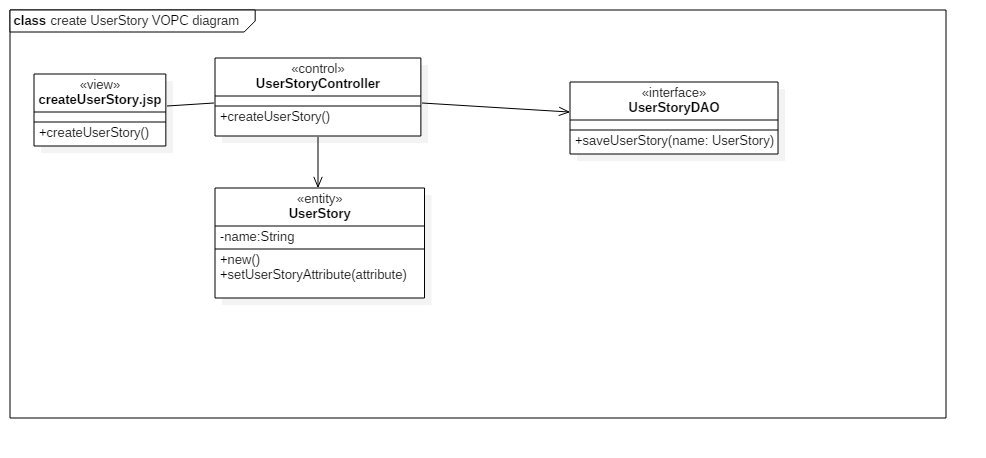 class create UserStory VOPC diagram
«view»
createUserStory.jsp
+createUserStory()
«control»
UserStoryController
+createUserStory()
«interface»
UserStoryDAO
+saveUserStory(name: UserStory)
«entity»
UserStory
-name:String
+new()
+setUserStoryAttribute(attribute)